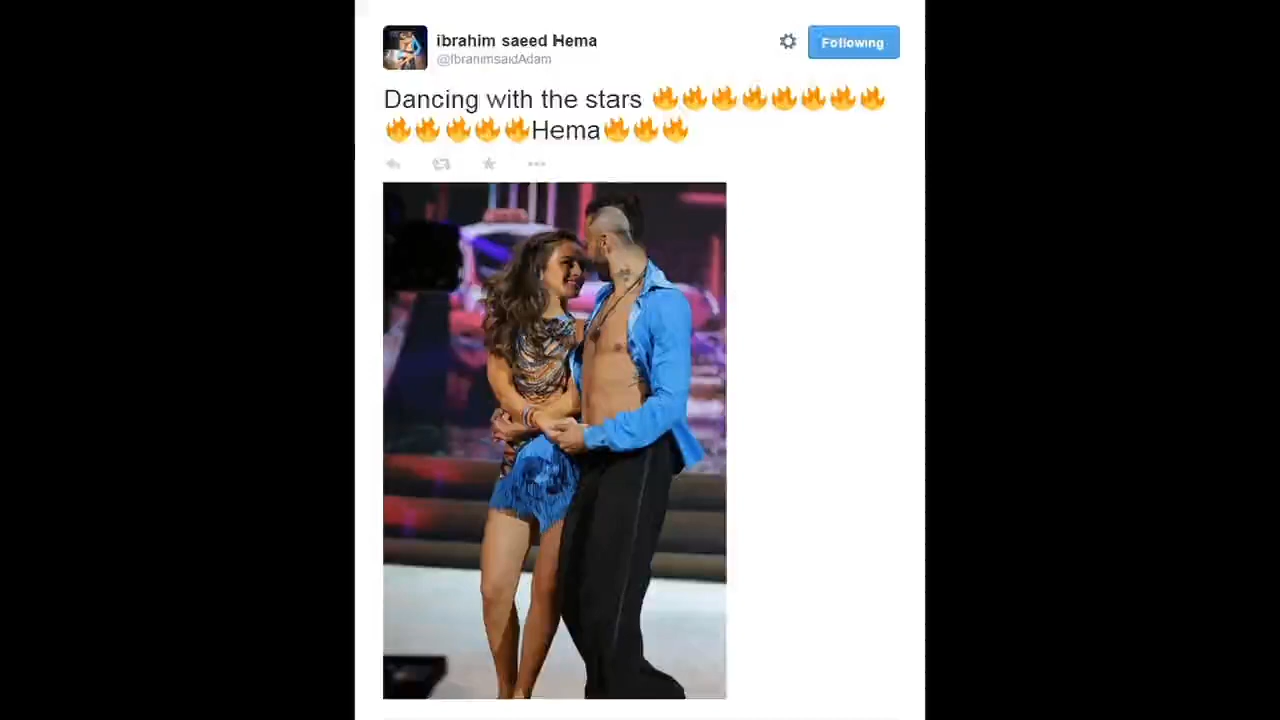 ibrahim saeed Hema
Following
@IbrahimsaidAdam
Dancing with the stars 🔥🔥🔥🔥🔥🔥🔥🔥
🔥🔥🔥🔥🔥Hema🔥🔥🔥